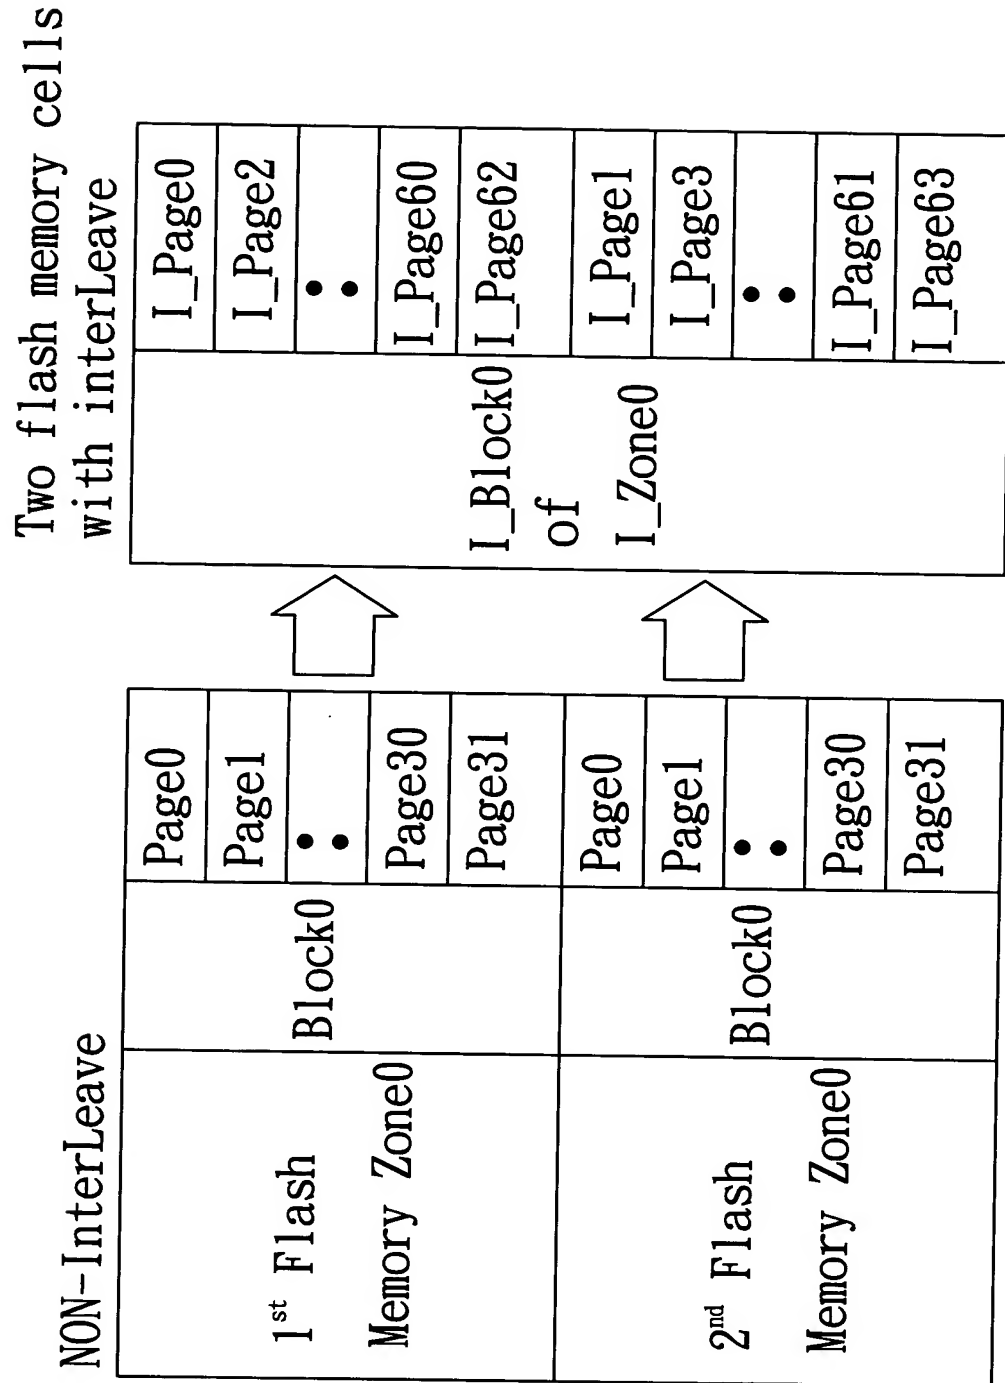 NON-InterLeave
1st Flash
Memory Zone0
Block0
Page0
Page1
Page30
Page31
2nd Flash
Memory Zone0
Block0
Page0
Page1
Page30
Page31
Two flash memory cells
with interLeave
I_Block0
of
I_Zone0
I_Page0
I_Page2
I_Page60
I_Page62
I_Page1
I_Page3
I_Page61
I_Page63